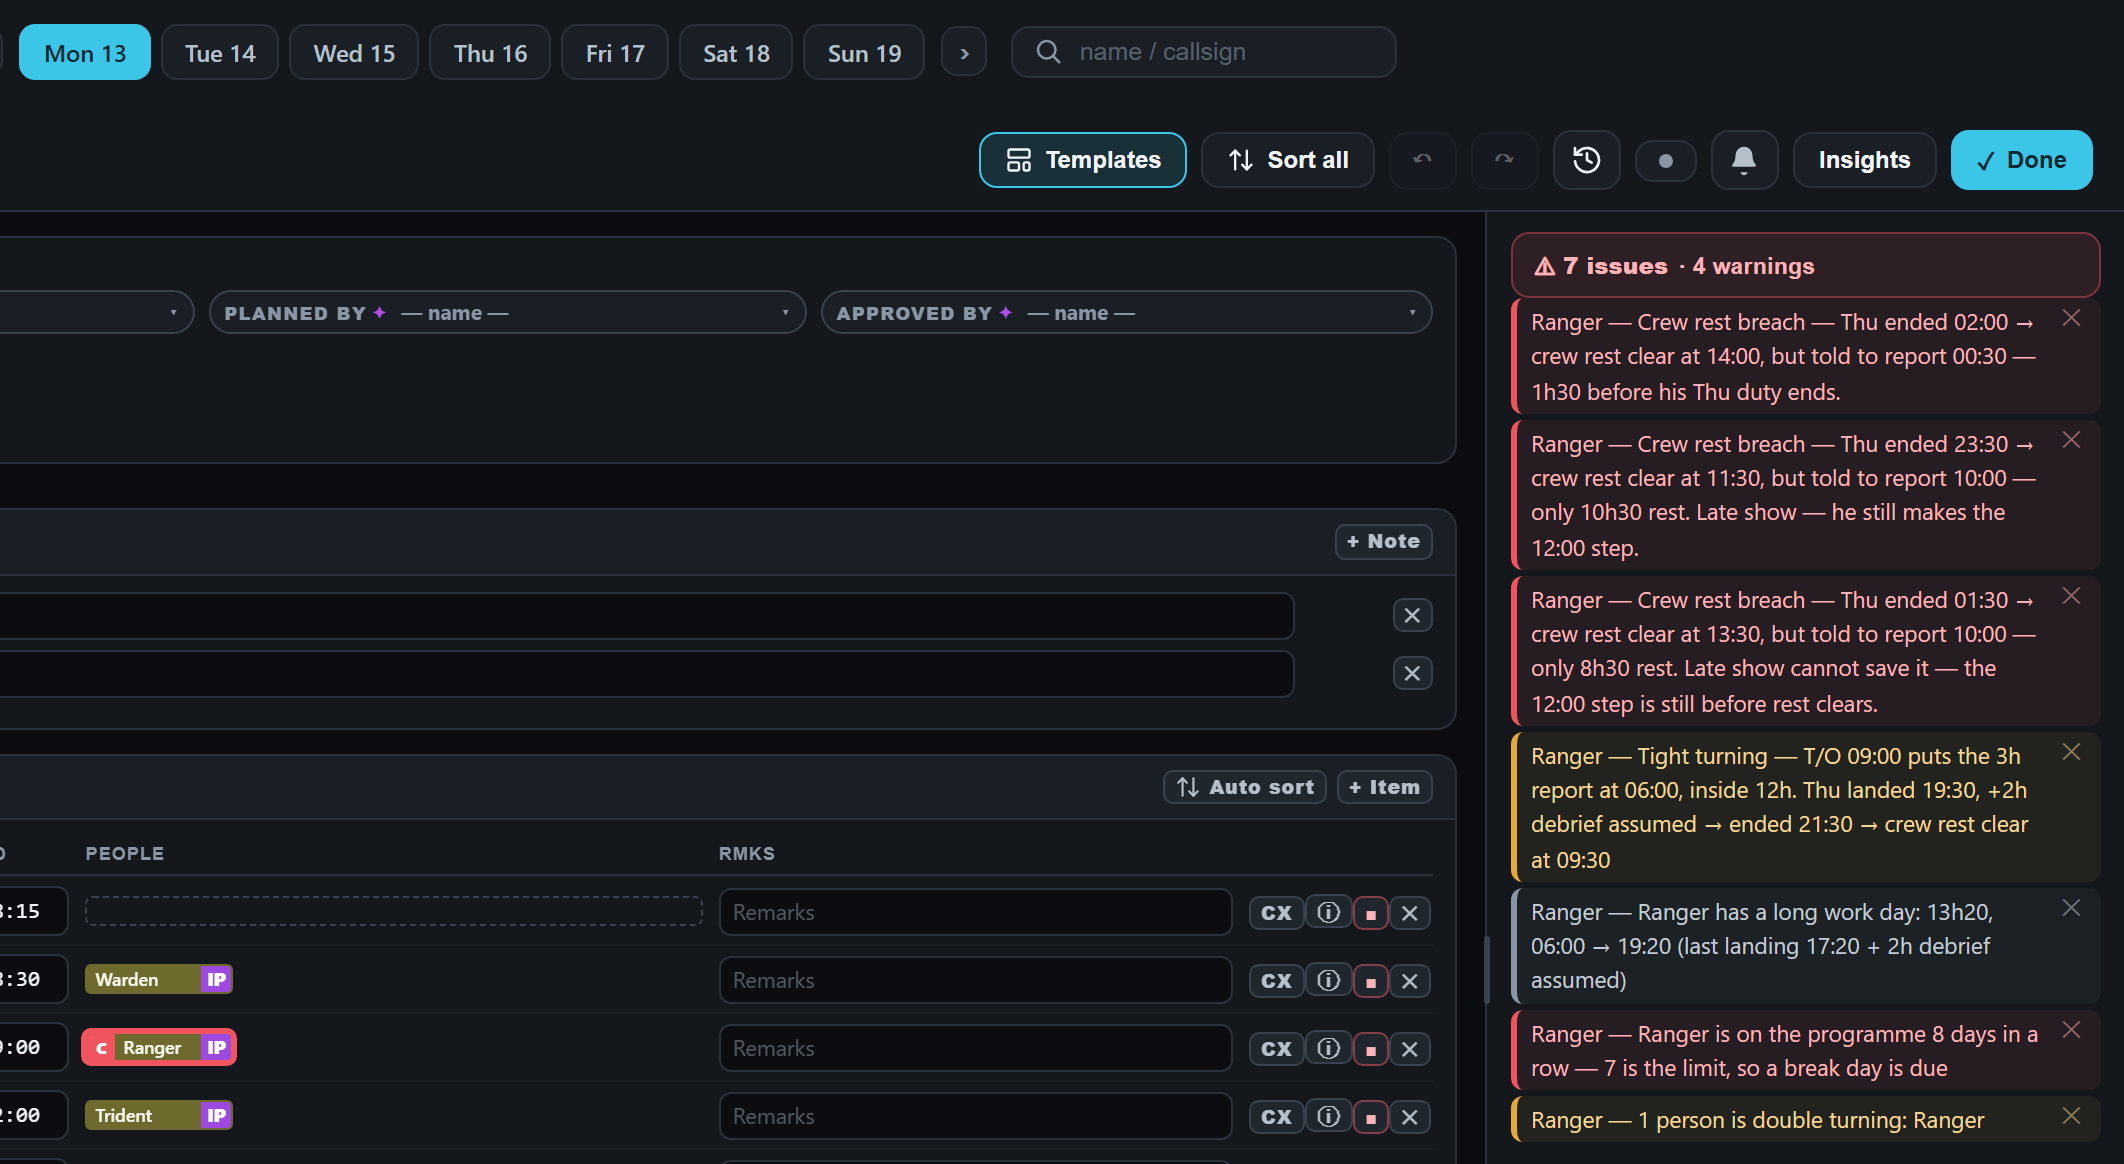 Mon 13
Tue 14
Wed 15
Thu 16
Fri 17
Sat 18
Sun 19
name / callsign
Templates
Sort all
Insights
✓ Done
⚠ 7 issues · 4 warnings
PLANNED BY ✦ — name —
APPROVED BY ✦ — name —
Ranger — Crew rest breach — Thu ended 02:00 →
crew rest clear at 14:00, but told to report 00:30 —
1h30 before his Thu duty ends.
Ranger — Crew rest breach — Thu ended 23:30 →
crew rest clear at 11:30, but told to report 10:00 —
only 10h30 rest. Late show — he still makes the
12:00 step.
Ranger — Crew rest breach — Thu ended 01:30 →
crew rest clear at 13:30, but told to report 10:00 —
only 8h30 rest. Late show cannot save it — the
12:00 step is still before rest clears.
Ranger — Tight turning — T/O 09:00 puts the 3h
report at 06:00, inside 12h. Thu landed 19:30, +2h
debrief assumed → ended 21:30 → crew rest clear
at 09:30
Ranger — Ranger has a long work day: 13h20,
06:00 → 19:20 (last landing 17:20 + 2h debrief
assumed)
Ranger — Ranger is on the programme 8 days in a
row — 7 is the limit, so a break day is due
Ranger — 1 person is double turning: Ranger
+ Note
Auto sort
+ Item
PEOPLE
RMKS
:15
Remarks
CX
:30
Warden IP
Remarks
CX
:00
C Ranger IP
Remarks
CX
:00
Trident IP
Remarks
CX